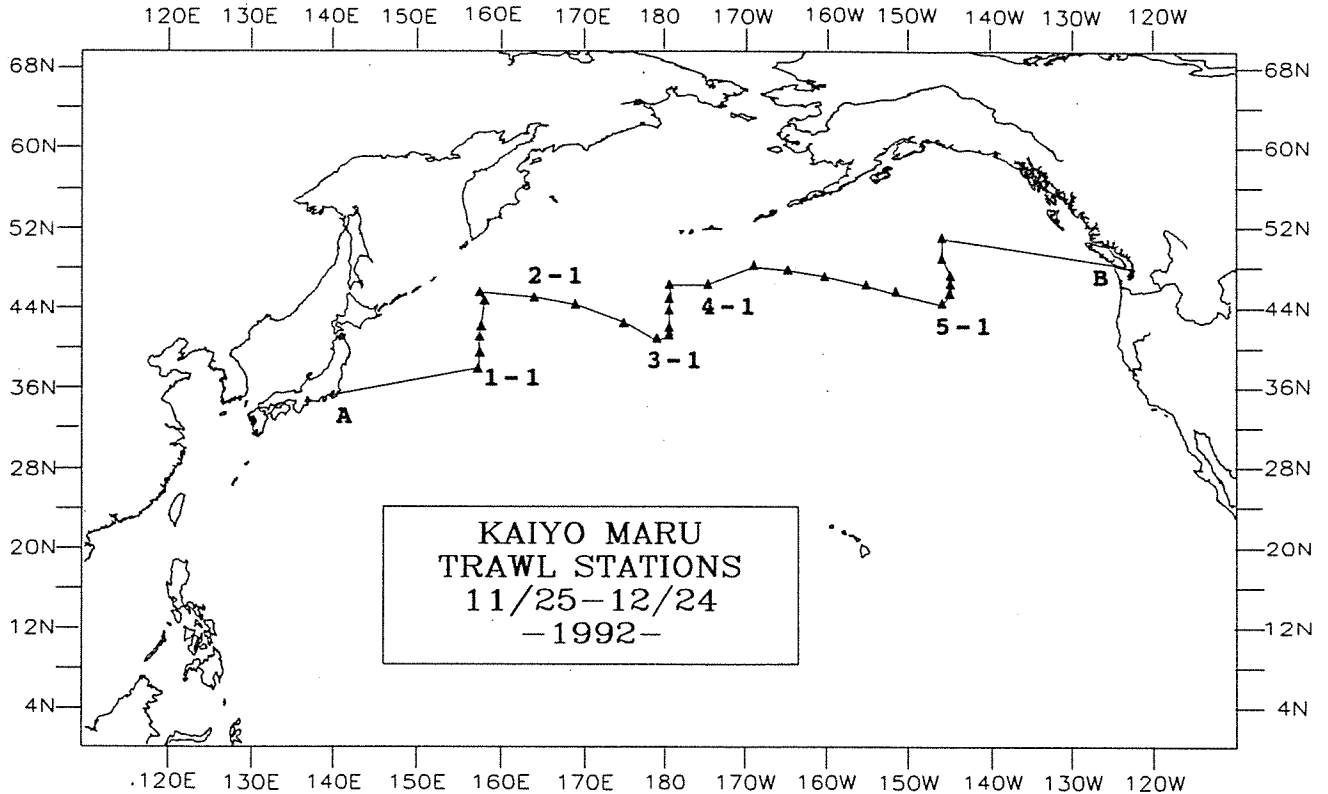 120E 130E 140E 150E 160E 170E 180 170W 160W 150W 140W 130W 120W
68N 68N
60N 60N
52N 52N
2-1 B
44N 4-1 44N
5-1
3-1
36N 1-1 36N
A
28N 28N
KAIYO MARU
20N TRAWL STATIONS 20N
11/25-12/24
12N -1992- 12N
4N 4N
120E 130E 140E 150E 160E 170E 180 170W 160W 150W 140W 130W 120W